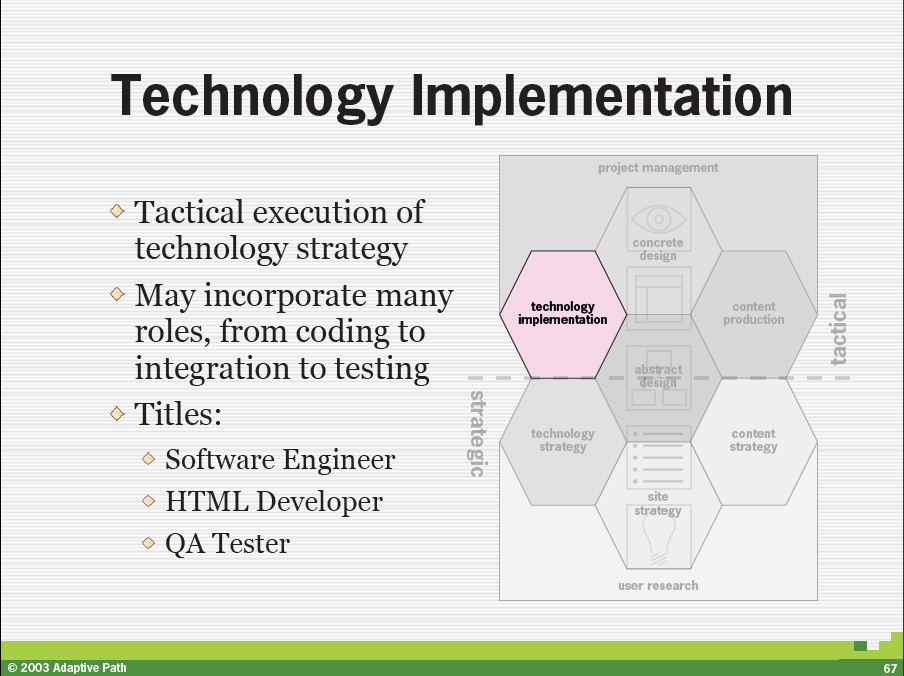 Technology Implementation
Tactical execution of
technology strategy
May incorporate many
roles, from coding to
integration to testing
Titles:
Software Engineer
HTML Developer
QA Tester
project management
concrete
design
technology
implementation
content
production
tactical
abstract
design
strategic
technology
strategy
content
strategy
site
strategy
user research
© 2003 Adaptive Path
67